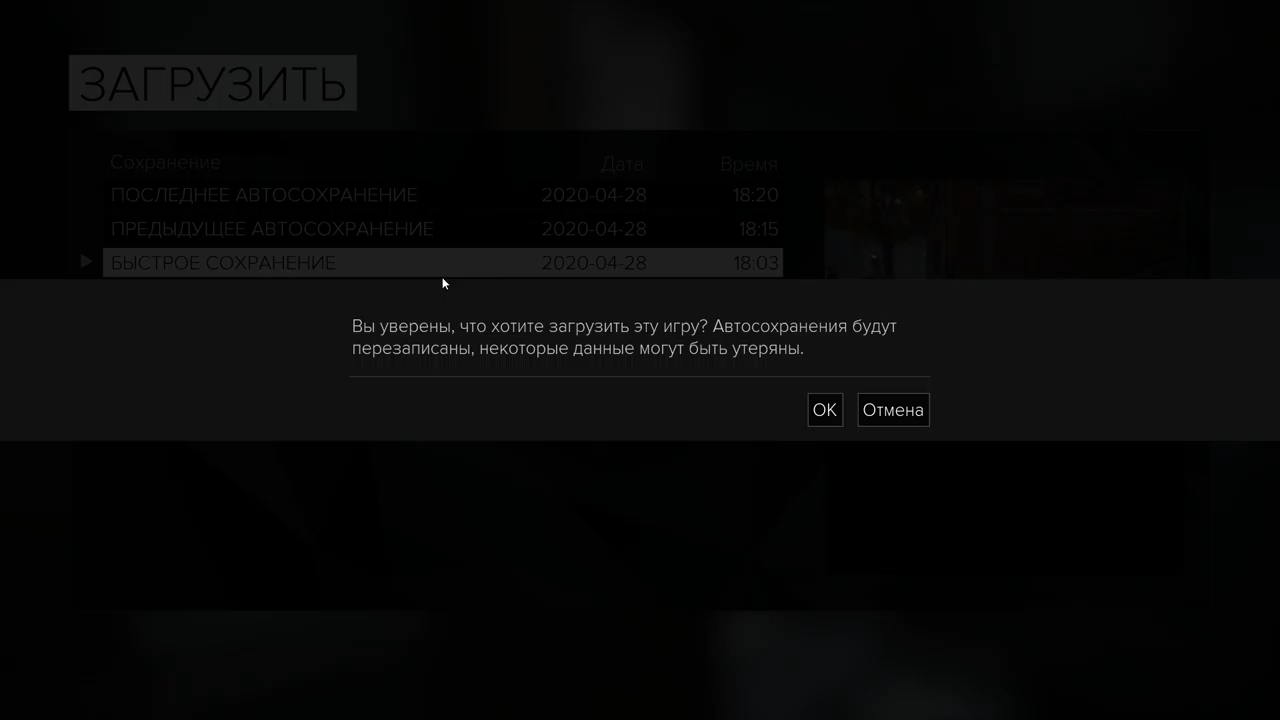 ЗАГРУЗИТЬ
Сохранение Дата Время
ПОСЛЕДНЕЕ АВТОСОХРАНЕНИЕ 2020-04-28 18:20
ПРЕДЫДУЩЕЕ АВТОСОХРАНЕНИЕ 2020-04-28 18:15
БЫСТРОЕ СОХРАНЕНИЕ 2020-04-28 18:03
Вы уверены, что хотите загрузить эту игру? Автосохранения будут
перезаписаны, некоторые данные могут быть утеряны.
OK Отмена